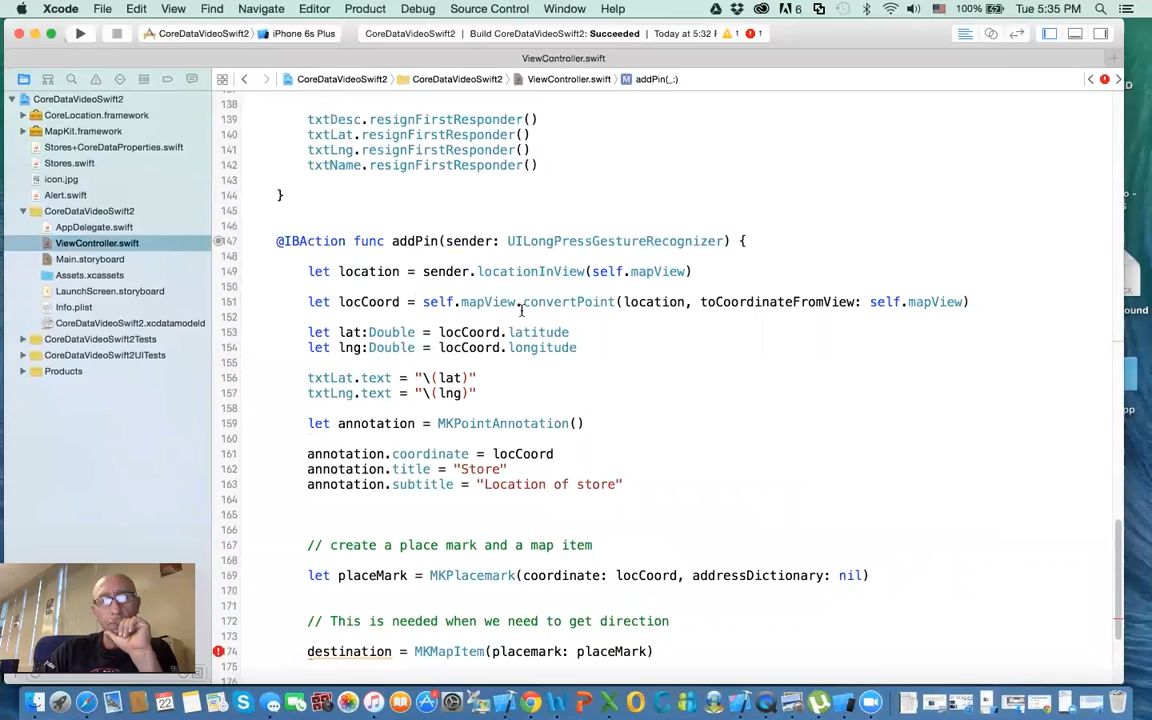 Xcode File Edit View Find Navigate Editor Product Debug Source Control Window Help 6 100% Tue 5:35 PM
CoreDataVideoSwift2 iPhone 6s Plus CoreDataVideoSwift2 | Build CoreDataVideoSwift2: Succeeded | Today at 5:32 1 1
ViewController.swift
CoreDataVideoSwift2 CoreDataVideoSwift2 ViewController.swift M addPin(_:)
CoreDataVideoSwift2
CoreLocation.framework
MapKit.framework
Stores+CoreDataProperties.swift
Stores.swift
icon.jpg
Alert.swift
CoreDataVideoSwift2
AppDelegate.swift
ViewController.swift
Main.storyboard
Assets.xcassets
LaunchScreen.storyboard
Info.plist
CoreDataVideoSwift2.xcdatamodeld
CoreDataVideoSwift2Tests
CoreDataVideoSwift2UITests
Products
138
139 txtDesc.resignFirstResponder()
140 txtLat.resignFirstResponder()
141 txtLng.resignFirstResponder()
142 txtName.resignFirstResponder()
143
144 }
145
147 @IBAction func addPin(sender: UILongPressGestureRecognizer) {
148
149 let location = sender.locationInView(self.mapView)
150
151 let locCoord = self.mapView.convertPoint(location, toCoordinateFromView: self.mapView)
152
153 let lat:Double = locCoord.latitude
154 let lng:Double = locCoord.longitude
155
156 txtLat.text = "\(lat)"
157 txtLng.text = "\(lng)"
158
159 let annotation = MKPointAnnotation()
160
161 annotation.coordinate = locCoord
162 annotation.title = "Store"
163 annotation.subtitle = "Location of store"
164
165
166
167 // create a place mark and a map item
168
169 let placeMark = MKPlacemark(coordinate: locCoord, addressDictionary: nil)
170
171
172 // This is needed when we need to get direction
173
174 destination = MKMapItem(placemark: placeMark)
175
176